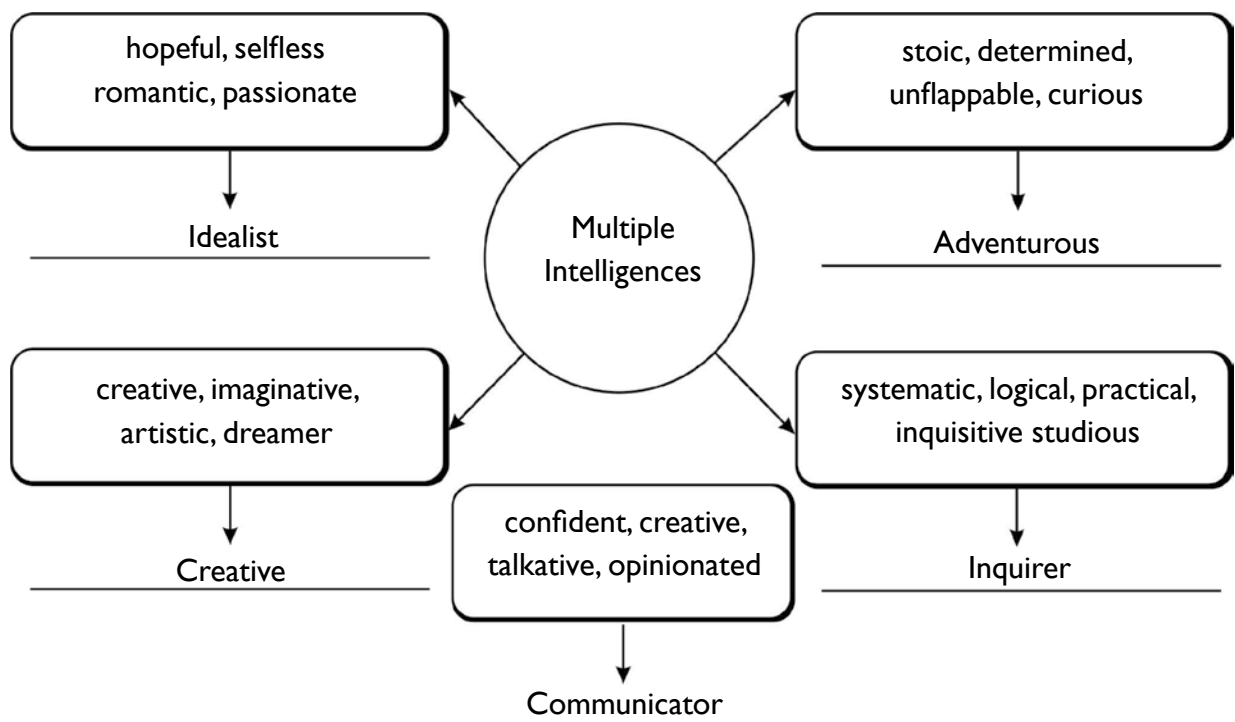 hopeful, selfless
romantic, passionate
Idealist
stoic, determined,
unflappable, curious
Adventurous
Multiple
Intelligences
creative, imaginative,
artistic, dreamer
Creative
systematic, logical, practical,
inquisitive studious
Inquirer
confident, creative,
talkative, opinionated
Communicator